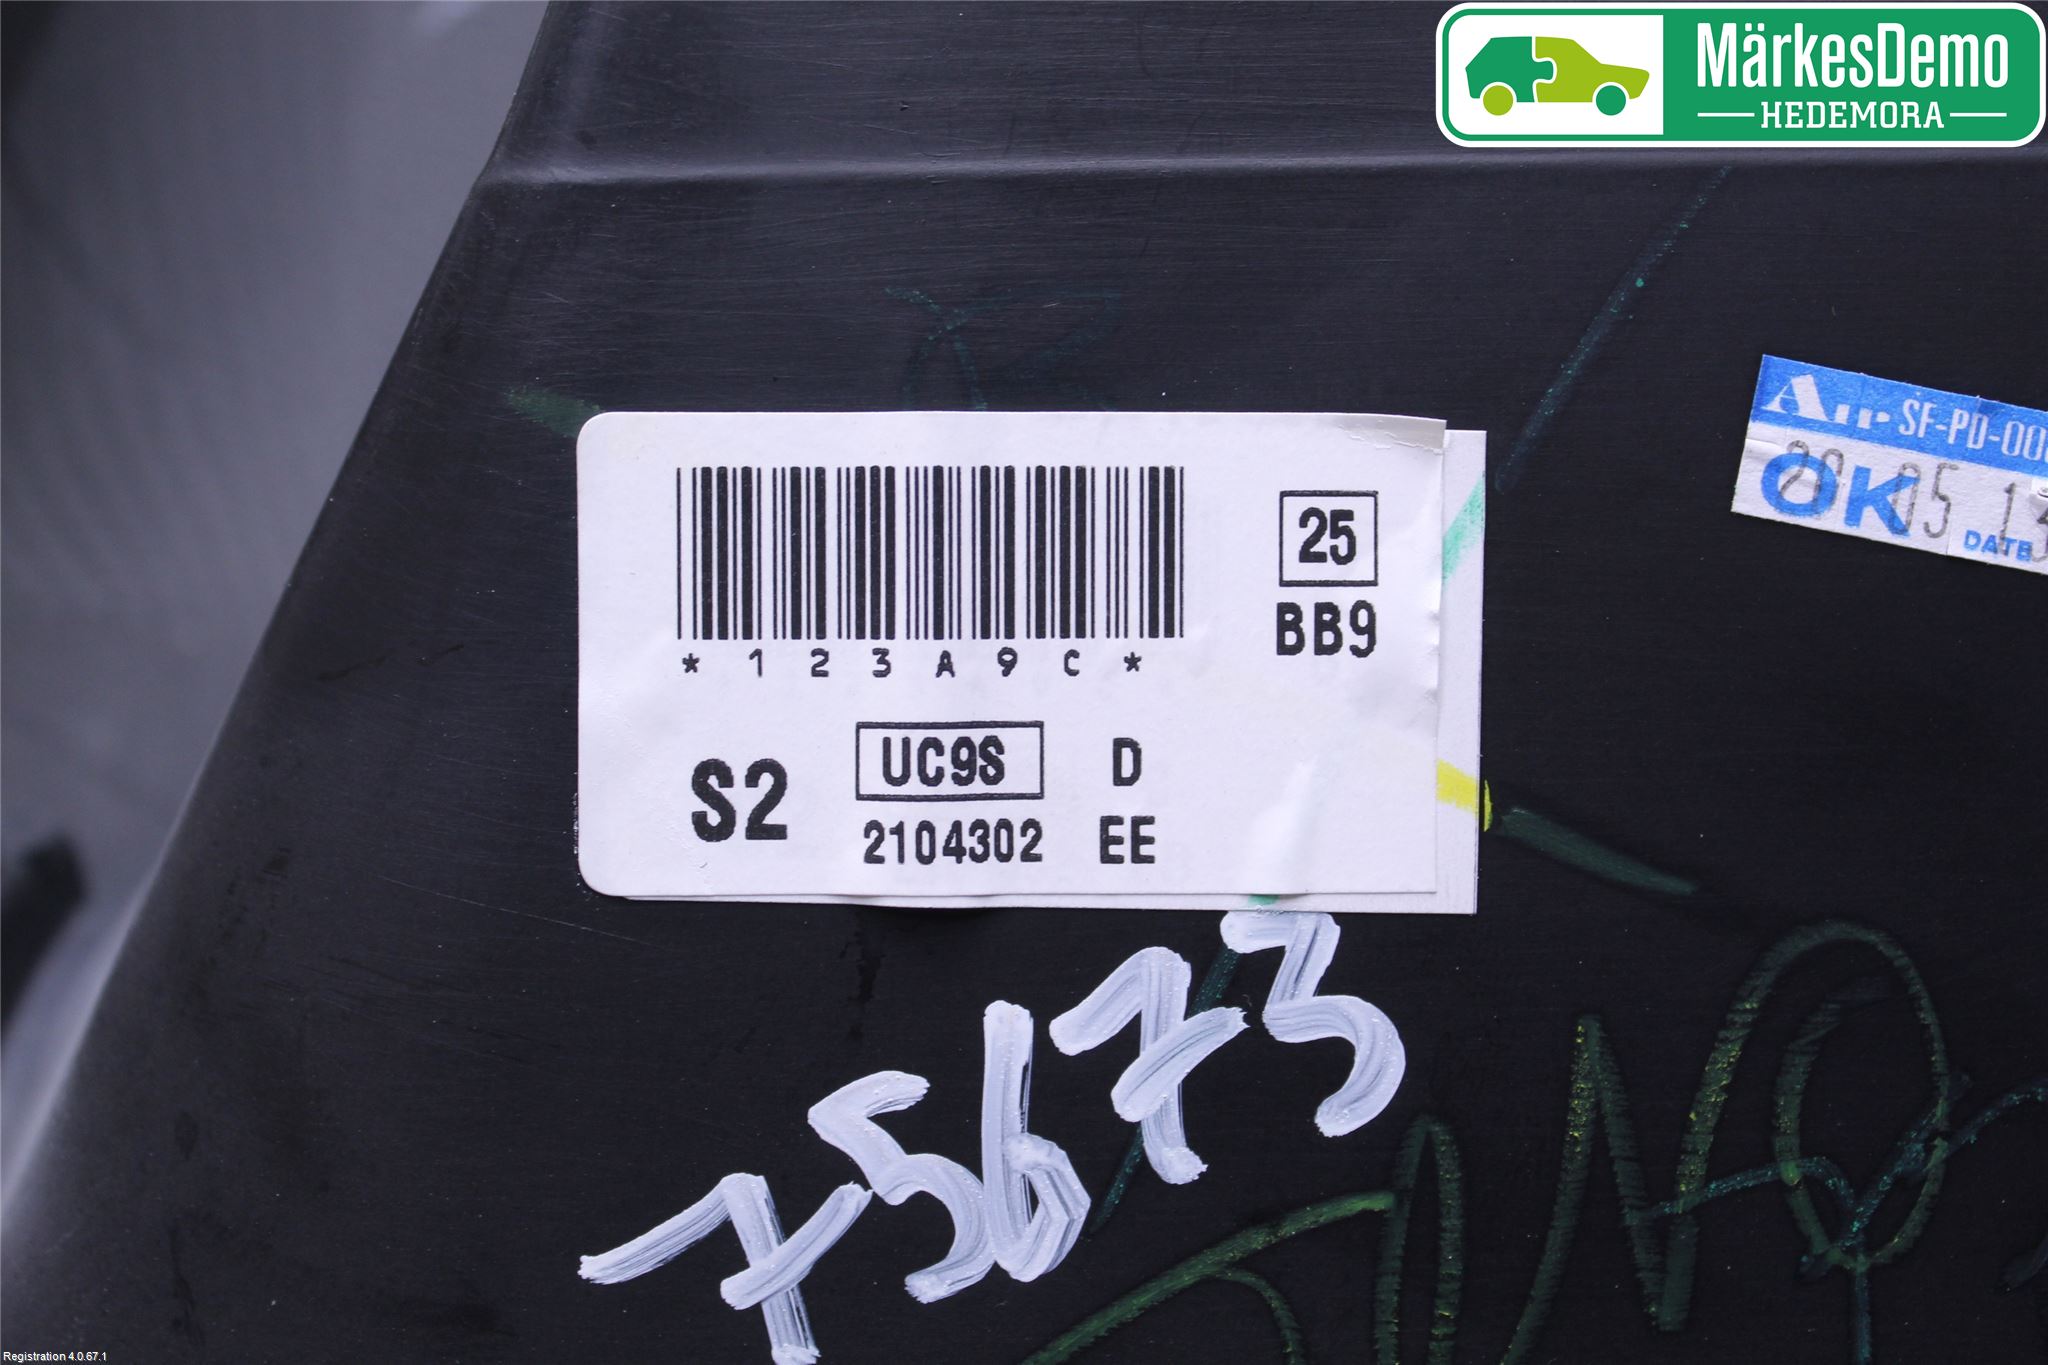 MärkesDemo
HEDEMORA
Air SF-PD-00
OK
DATE
25
BB9
*123A9C*
S2
UC9S
D
2104302
EE
75673
Registration 4.0.67.1